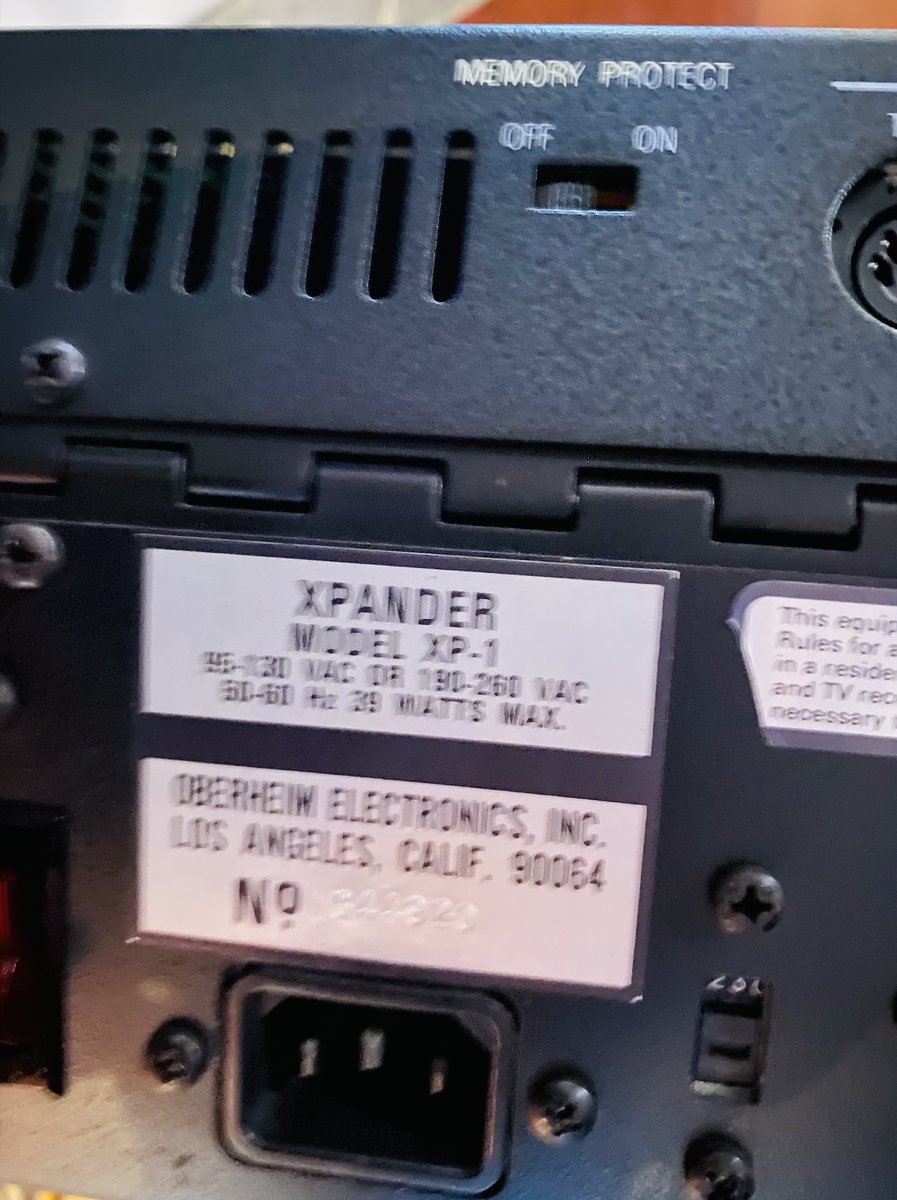 MEMORY PROTECT
OFF ON
XPANDER
MODEL XP-1
95-130 VAC OR 190-260 VAC
50-60 Hz 39 WATTS MAX.
This equip
Rules for a
in a reside
and TV rec
necessary
OBERHEIM ELECTRONICS, INC.
LOS ANGELES, CALIF. 90064
Nº